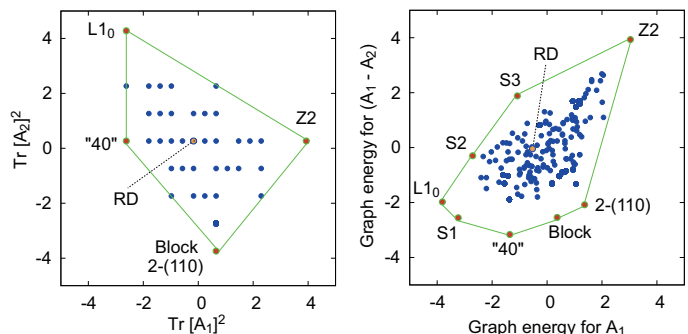 L1₀
4
2
0
-2
-4
Tr [A₂]²
Z2
"40"
RD
Block
2-(110)
-4 -2 0 2 4
Tr [A₁]²
Z2
4
2
0
-2
-4
Graph energy for (A₁ - A₂)
RD
S3
S2
L1₀
S1
"40"
Block
2-(110)
-4 -2 0 2 4
Graph energy for A₁